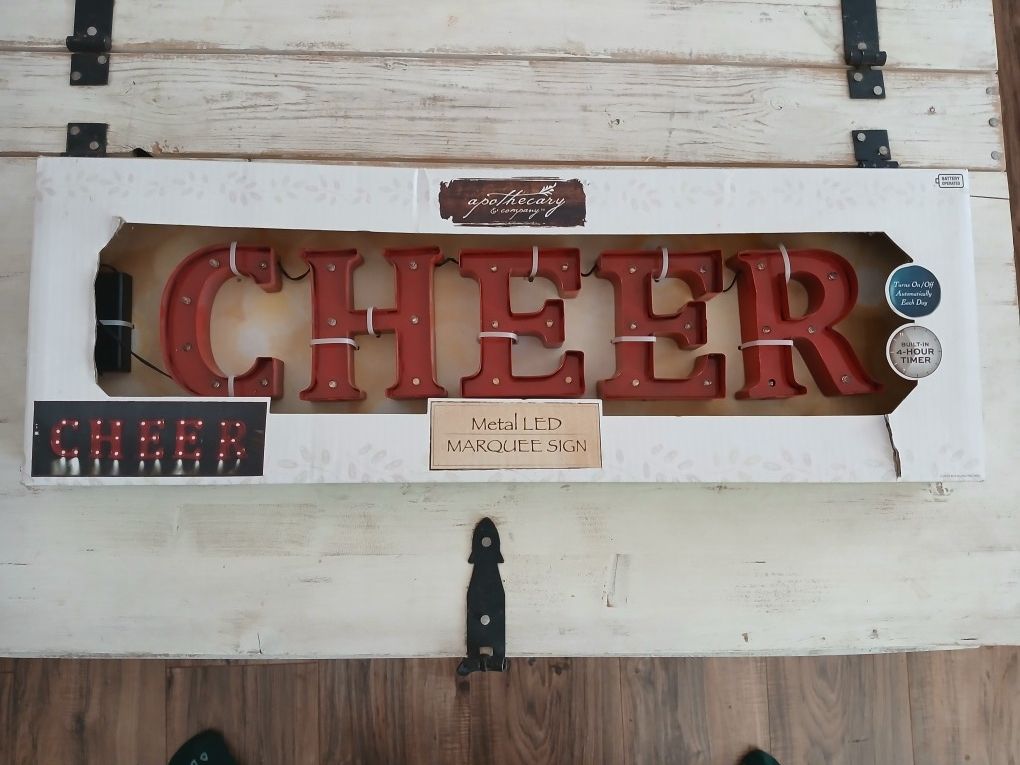 apothecary
& company™
BATTERY
OPERATED
CHEER
Turns On/Off
Automatically
Each Day
BUILT-IN
4-HOUR
TIMER
CHEER
Metal LED
MARQUEE SIGN